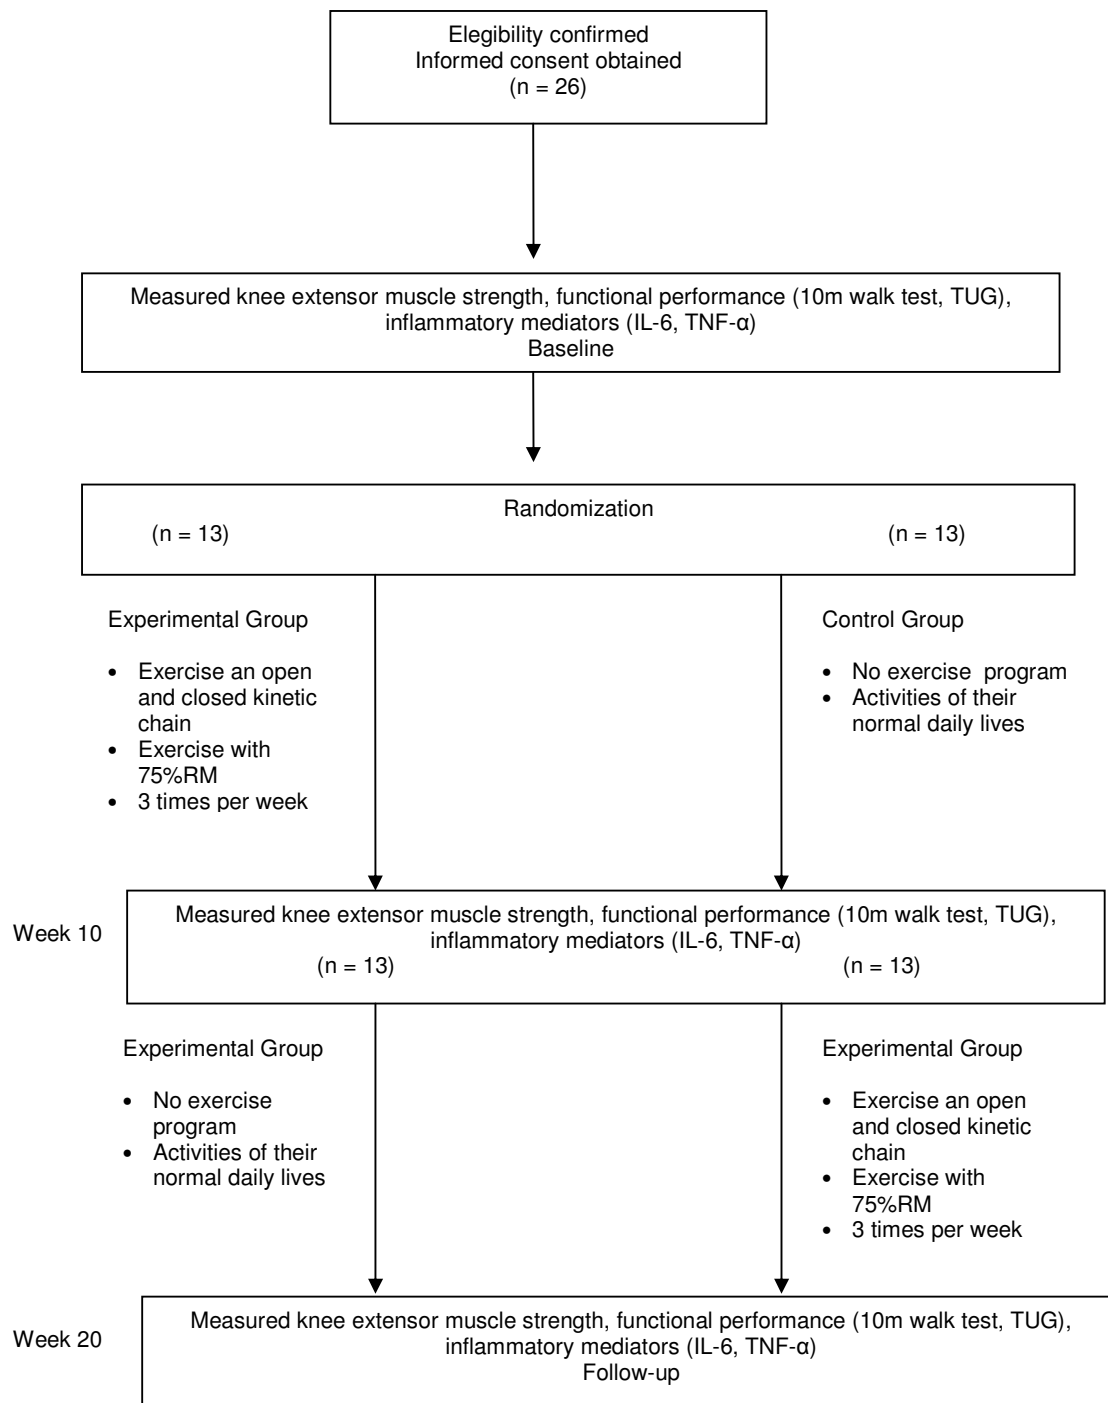 Elegibility confirmed
Informed consent obtained
(n = 26)
Measured knee extensor muscle strength, functional performance (10m walk test, TUG),
inflammatory mediators (IL-6, TNF-α)
Baseline
Randomization
(n = 13)
(n = 13)
Experimental Group
• Exercise an open
and closed kinetic
chain
• Exercise with
75%RM
• 3 times per week
Control Group
• No exercise program
• Activities of their
normal daily lives
Week 10
Measured knee extensor muscle strength, functional performance (10m walk test, TUG),
inflammatory mediators (IL-6, TNF-α)
(n = 13)
(n = 13)
Experimental Group
• No exercise
program
• Activities of their
normal daily lives
Experimental Group
• Exercise an open
and closed kinetic
chain
• Exercise with
75%RM
• 3 times per week
Week 20
Measured knee extensor muscle strength, functional performance (10m walk test, TUG),
inflammatory mediators (IL-6, TNF-α)
Follow-up